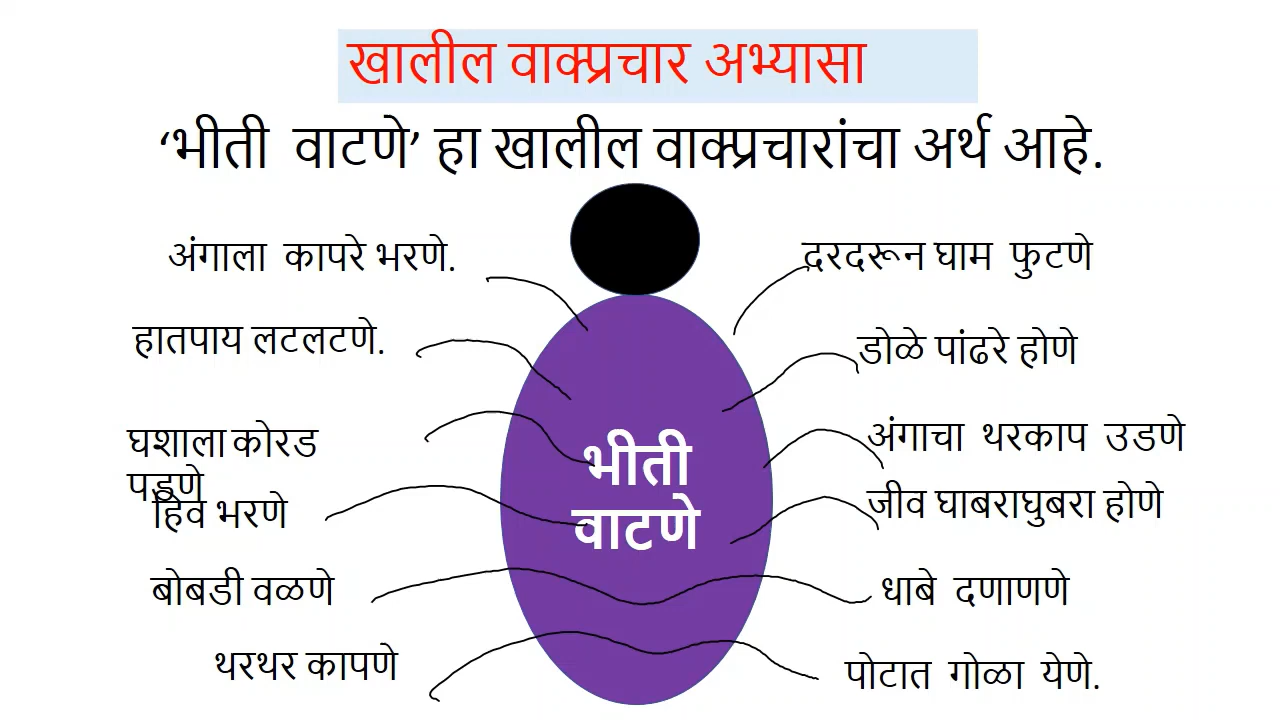 खालील वाक्प्रचार अभ्यासा
‘भीती वाटणे’ हा खालील वाक्प्रचारांचा अर्थ आहे.
अंगाला कापरे भरणे.
हातपाय लटलटणे.
घशाला कोरड
पडणे
हिव भरणे
बोबडी वळणे
थरथर कापणे
भीती
वाटणे
दरदरून घाम फुटणे
डोळे पांढरे होणे
अंगाचा थरकाप उडणे
जीव घाबराघुबरा होणे
धाबे दणाणणे
पोटात गोळा येणे.